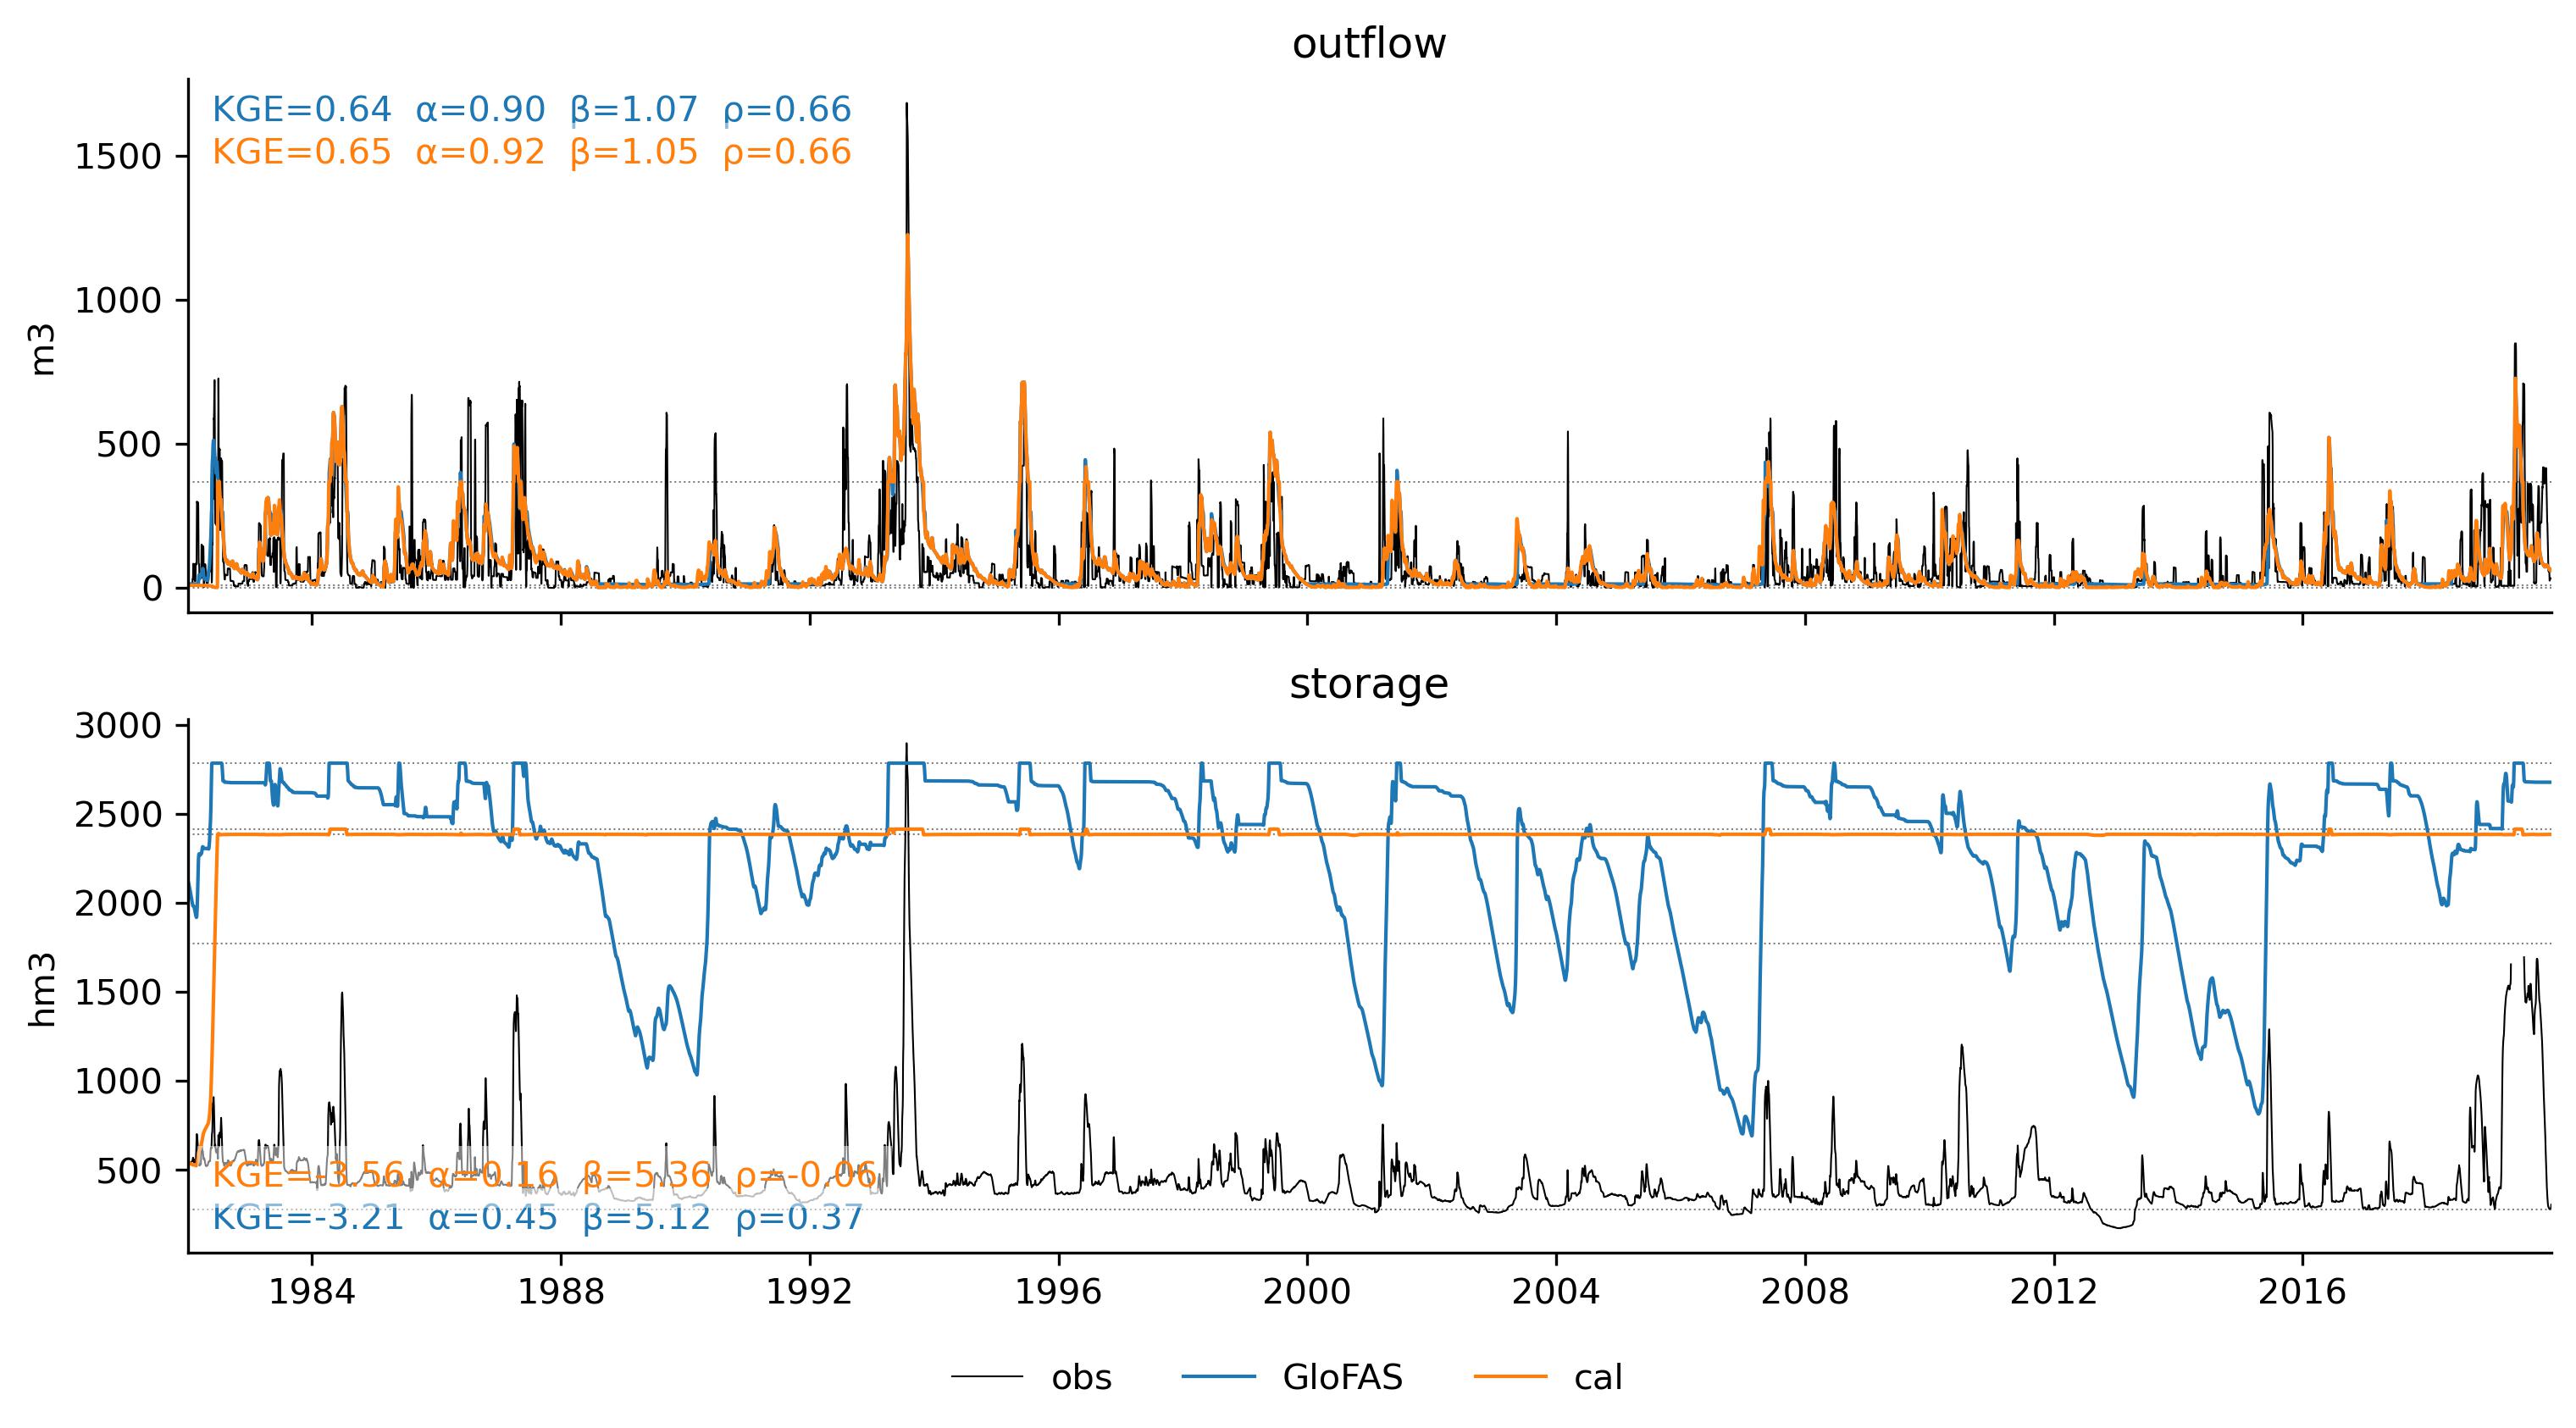 outflow
KGE=0.64 α=0.90 β=1.07 ρ=0.66
KGE=0.65 α=0.92 β=1.05 ρ=0.66
1500
1000
500
0
m3
storage
3000
2500
2000
1500
1000
500
hm3
KGE=-3.56 α=0.16 β=5.36 ρ=-0.06
KGE=-3.21 α=0.45 β=5.12 ρ=0.37
1984 1988 1992 1996 2000 2004 2008 2012 2016
obs GloFAS cal